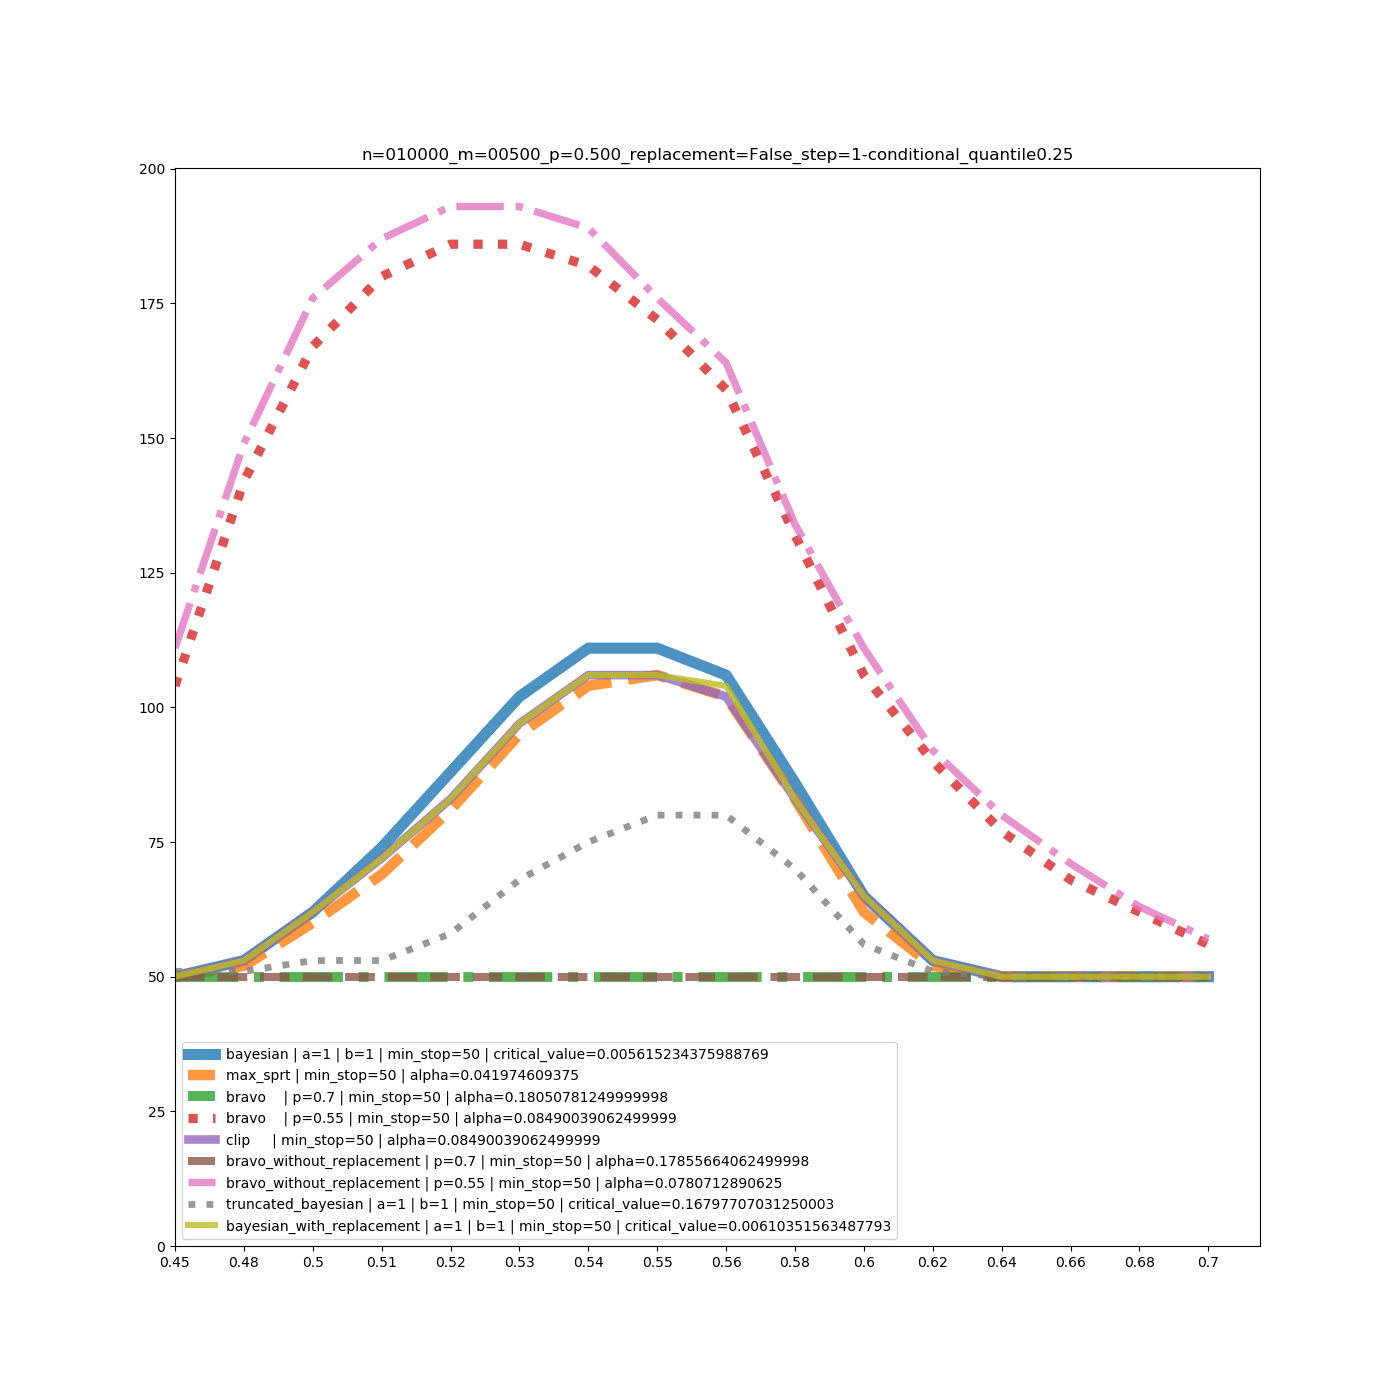 n=010000_m=00500_p=0.500_replacement=False_step=1-conditional_quantile0.25
200
175
150
125
100
75
50
25
0
bayesian | a=1 | b=1 | min_stop=50 | critical_value=0.005615234375988769
max_sprt | min_stop=50 | alpha=0.041974609375
bravo | p=0.7 | min_stop=50 | alpha=0.18050781249999998
bravo | p=0.55 | min_stop=50 | alpha=0.08490039062499999
clip | min_stop=50 | alpha=0.08490039062499999
bravo_without_replacement | p=0.7 | min_stop=50 | alpha=0.17855664062499998
bravo_without_replacement | p=0.55 | min_stop=50 | alpha=0.0780712890625
truncated_bayesian | a=1 | b=1 | min_stop=50 | critical_value=0.16797707031250003
bayesian_with_replacement | a=1 | b=1 | min_stop=50 | critical_value=0.00610351563487793
0.45 0.48 0.5 0.51 0.52 0.53 0.54 0.55 0.56 0.58 0.6 0.62 0.64 0.66 0.68 0.7